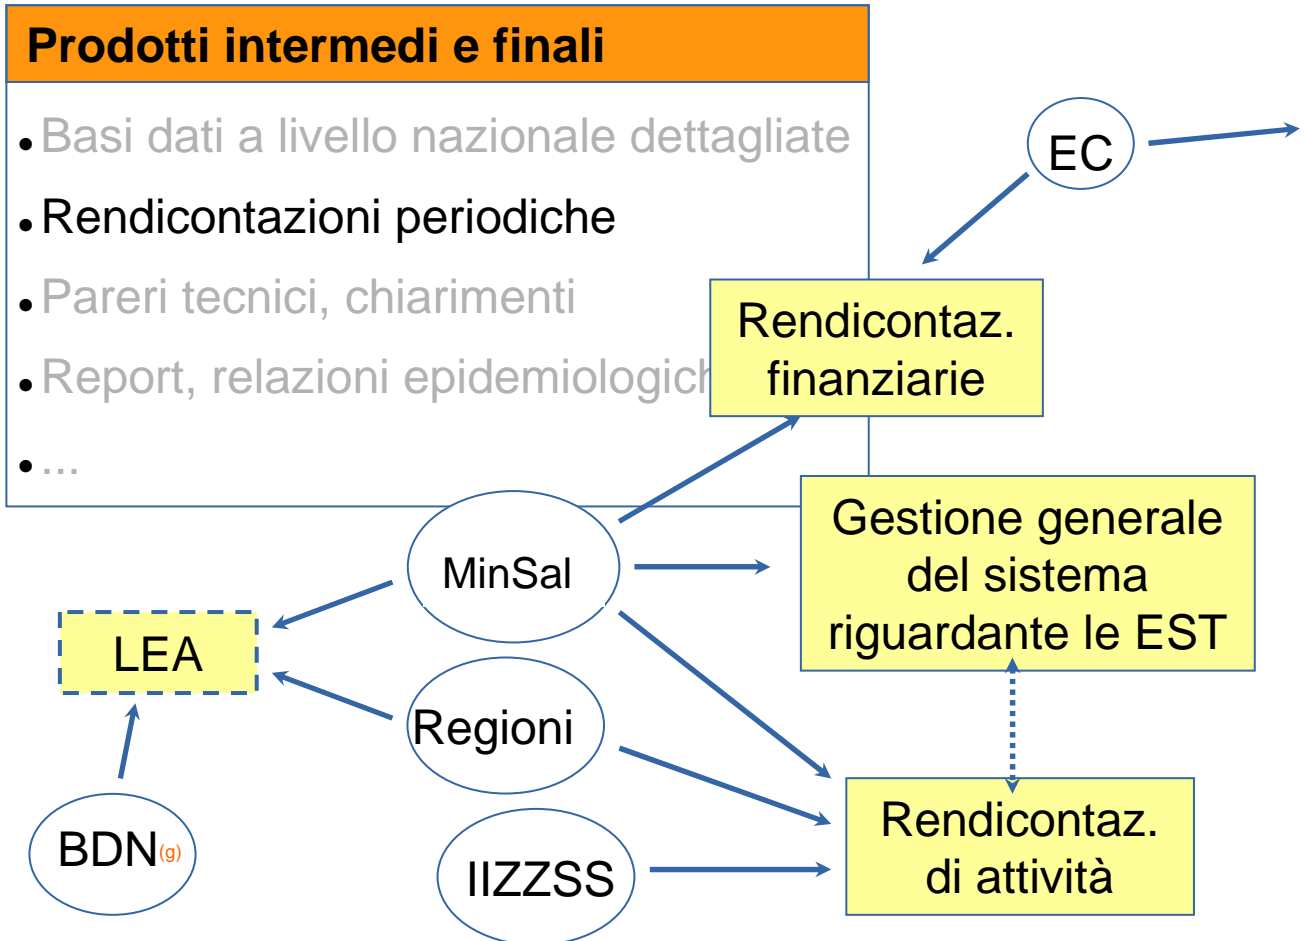 Prodotti intermedi e finali
● Basi dati a livello nazionale dettagliate
● Rendicontazioni periodiche
● Pareri tecnici, chiarimenti
● Report, relazioni epidemiologic
● ...
EC
Rendicontaz.
finanziarie
MinSal
Gestione generale
del sistema
riguardante le EST
LEA
Regioni
BDN(g)
IIZZSS
Rendicontaz.
di attività